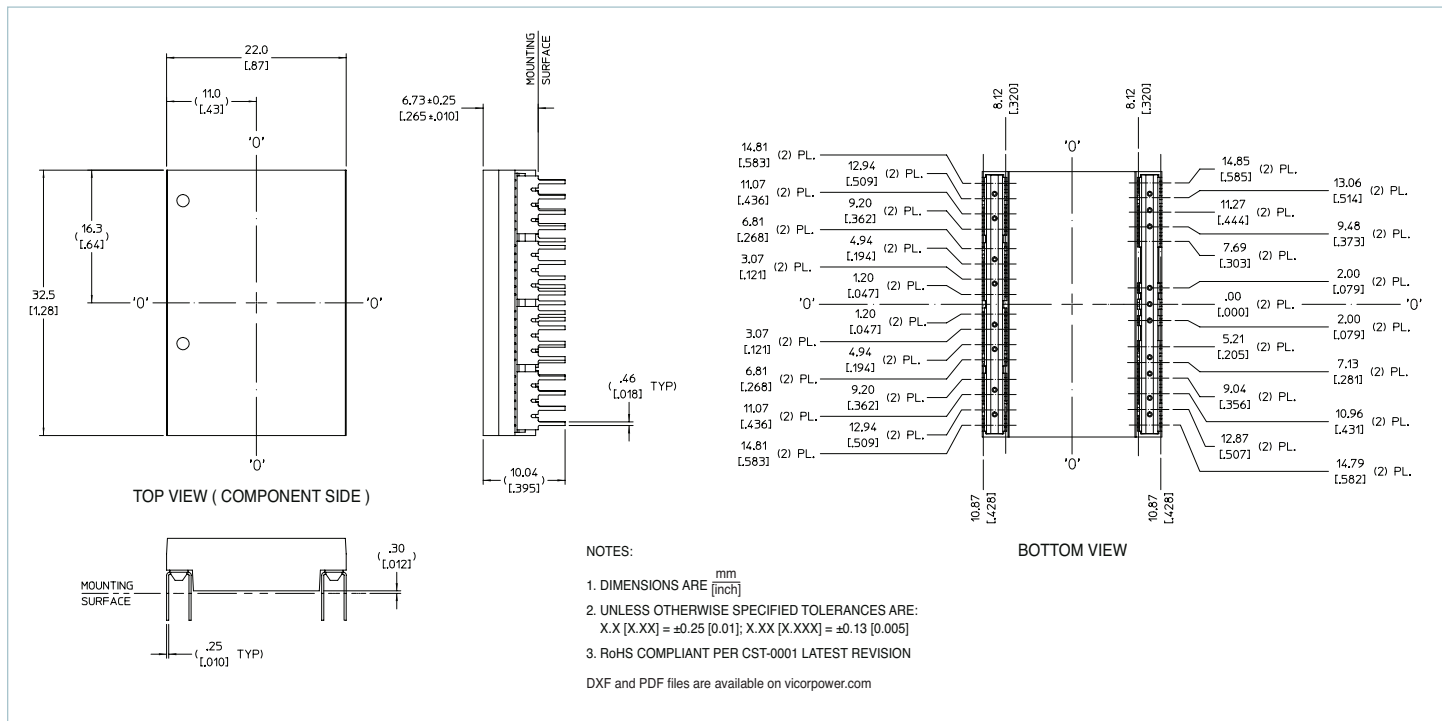 22.0
[.87]
( 11.0 )
[.43]
'0'
16.3
( [.64] )
32.5
[1.28]
'0'
'0'
'0'
TOP VIEW ( COMPONENT SIDE )
MOUNTING
SURFACE
6.73±0.25
[.265±.010]
( .46 TYP)
[.018]
( 10.04 )
[.395]
MOUNTING
SURFACE
( .30 )
[.012]
( .25 TYP)
[.010]
8.12
[.320]
8.12
[.320]
'0'
14.81 (2) PL.
[.583]
12.94 (2) PL.
[.509]
11.07 (2) PL.
[.436]
9.20 (2) PL.
[.362]
6.81 (2) PL.
[.268]
4.94 (2) PL.
[.194]
3.07 (2) PL.
[.121]
1.20 (2) PL.
[.047]
'0'
1.20 (2) PL.
[.047]
3.07 (2) PL.
[.121]
4.94 (2) PL.
[.194]
6.81 (2) PL.
[.268]
9.20 (2) PL.
[.362]
11.07 (2) PL.
[.436]
12.94 (2) PL.
[.509]
14.81 (2) PL.
[.583]
14.85 (2) PL.
[.585]
13.06 (2) PL.
[.514]
11.27 (2) PL.
[.444]
9.48 (2) PL.
[.373]
7.69 (2) PL.
[.303]
2.00 (2) PL.
[.079]
.00 (2) PL.
[.000]
'0'
2.00 (2) PL.
[.079]
5.21 (2) PL.
[.205]
7.13 (2) PL.
[.281]
9.04 (2) PL.
[.356]
10.96 (2) PL.
[.431]
12.87 (2) PL.
[.507]
14.79 (2) PL.
[.582]
'0'
10.87
[.428]
10.87
[.428]
BOTTOM VIEW
NOTES:
1. DIMENSIONS ARE mm
[inch]
2. UNLESS OTHERWISE SPECIFIED TOLERANCES ARE:
X.X [X.XX] = ±0.25 [0.01]; X.XX [X.XXX] = ±0.13 [0.005]
3. RoHS COMPLIANT PER CST-0001 LATEST REVISION
DXF and PDF files are available on vicorpower.com